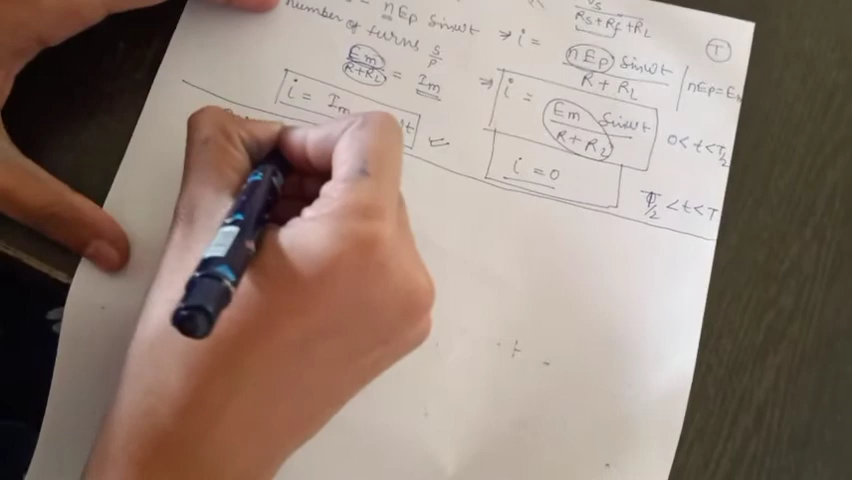 nEp Sinωt
number of turns S/P
Em/R+RL = Im
i = Im
ωt
Vs/Rs+Rf+RL
⇒ i =
T
nEp Sinωt/R+RL | nEp=Em
⇒ i = Em Sinωt/R+RL 0<t<T/2
i = 0 T/2<t<T